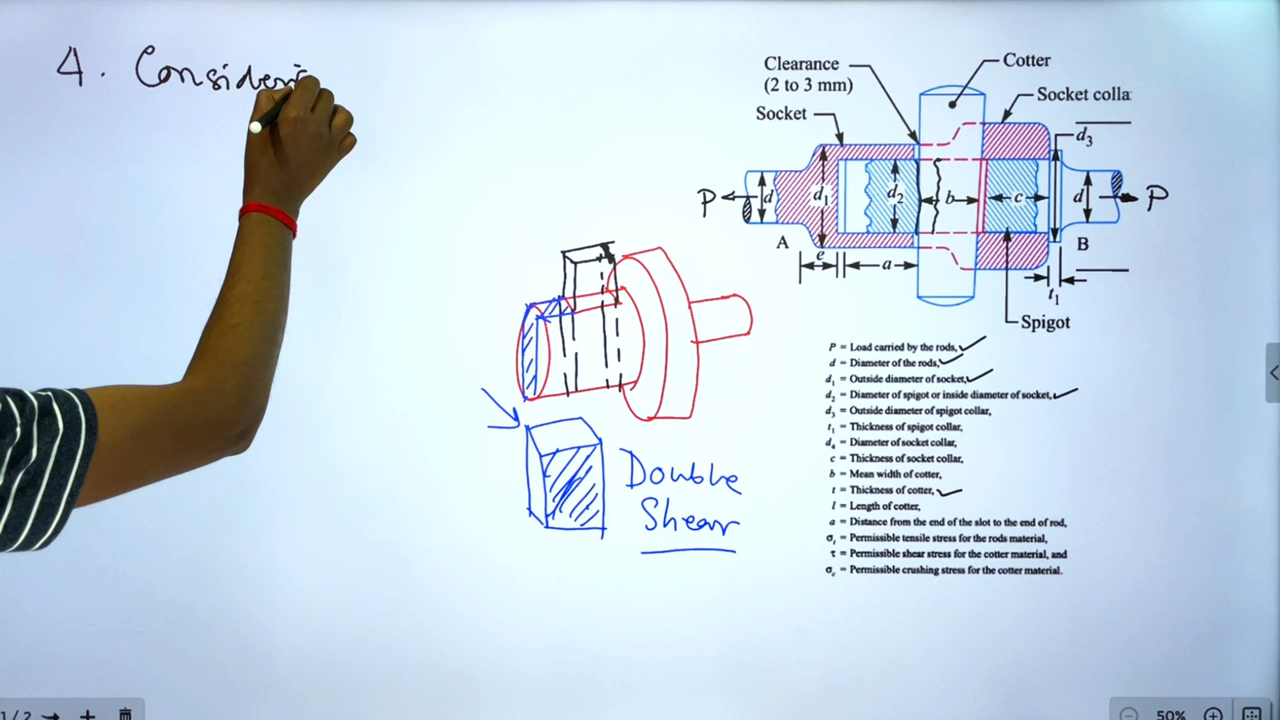 4. Consideri
Clearance
(2 to 3 mm)
Socket
Cotter
Socket colla
d3
P
d
d1
d2
b
c
d
P
A
e
a
B
t1
Spigot
Double
Shear
P = Load carried by the rods,
d = Diameter of the rods,
d1 = Outside diameter of socket,
d2 = Diameter of spigot or inside diameter of socket,
d3 = Outside diameter of spigot collar,
t1 = Thickness of spigot collar,
d4 = Diameter of socket collar,
c = Thickness of socket collar,
b = Mean width of cotter,
t = Thickness of cotter,
l = Length of cotter,
a = Distance from the end of the slot to the end of rod,
σt = Permissible tensile stress for the rods material,
τ = Permissible shear stress for the cotter material, and
σc = Permissible crushing stress for the cotter material.
1/2
50%